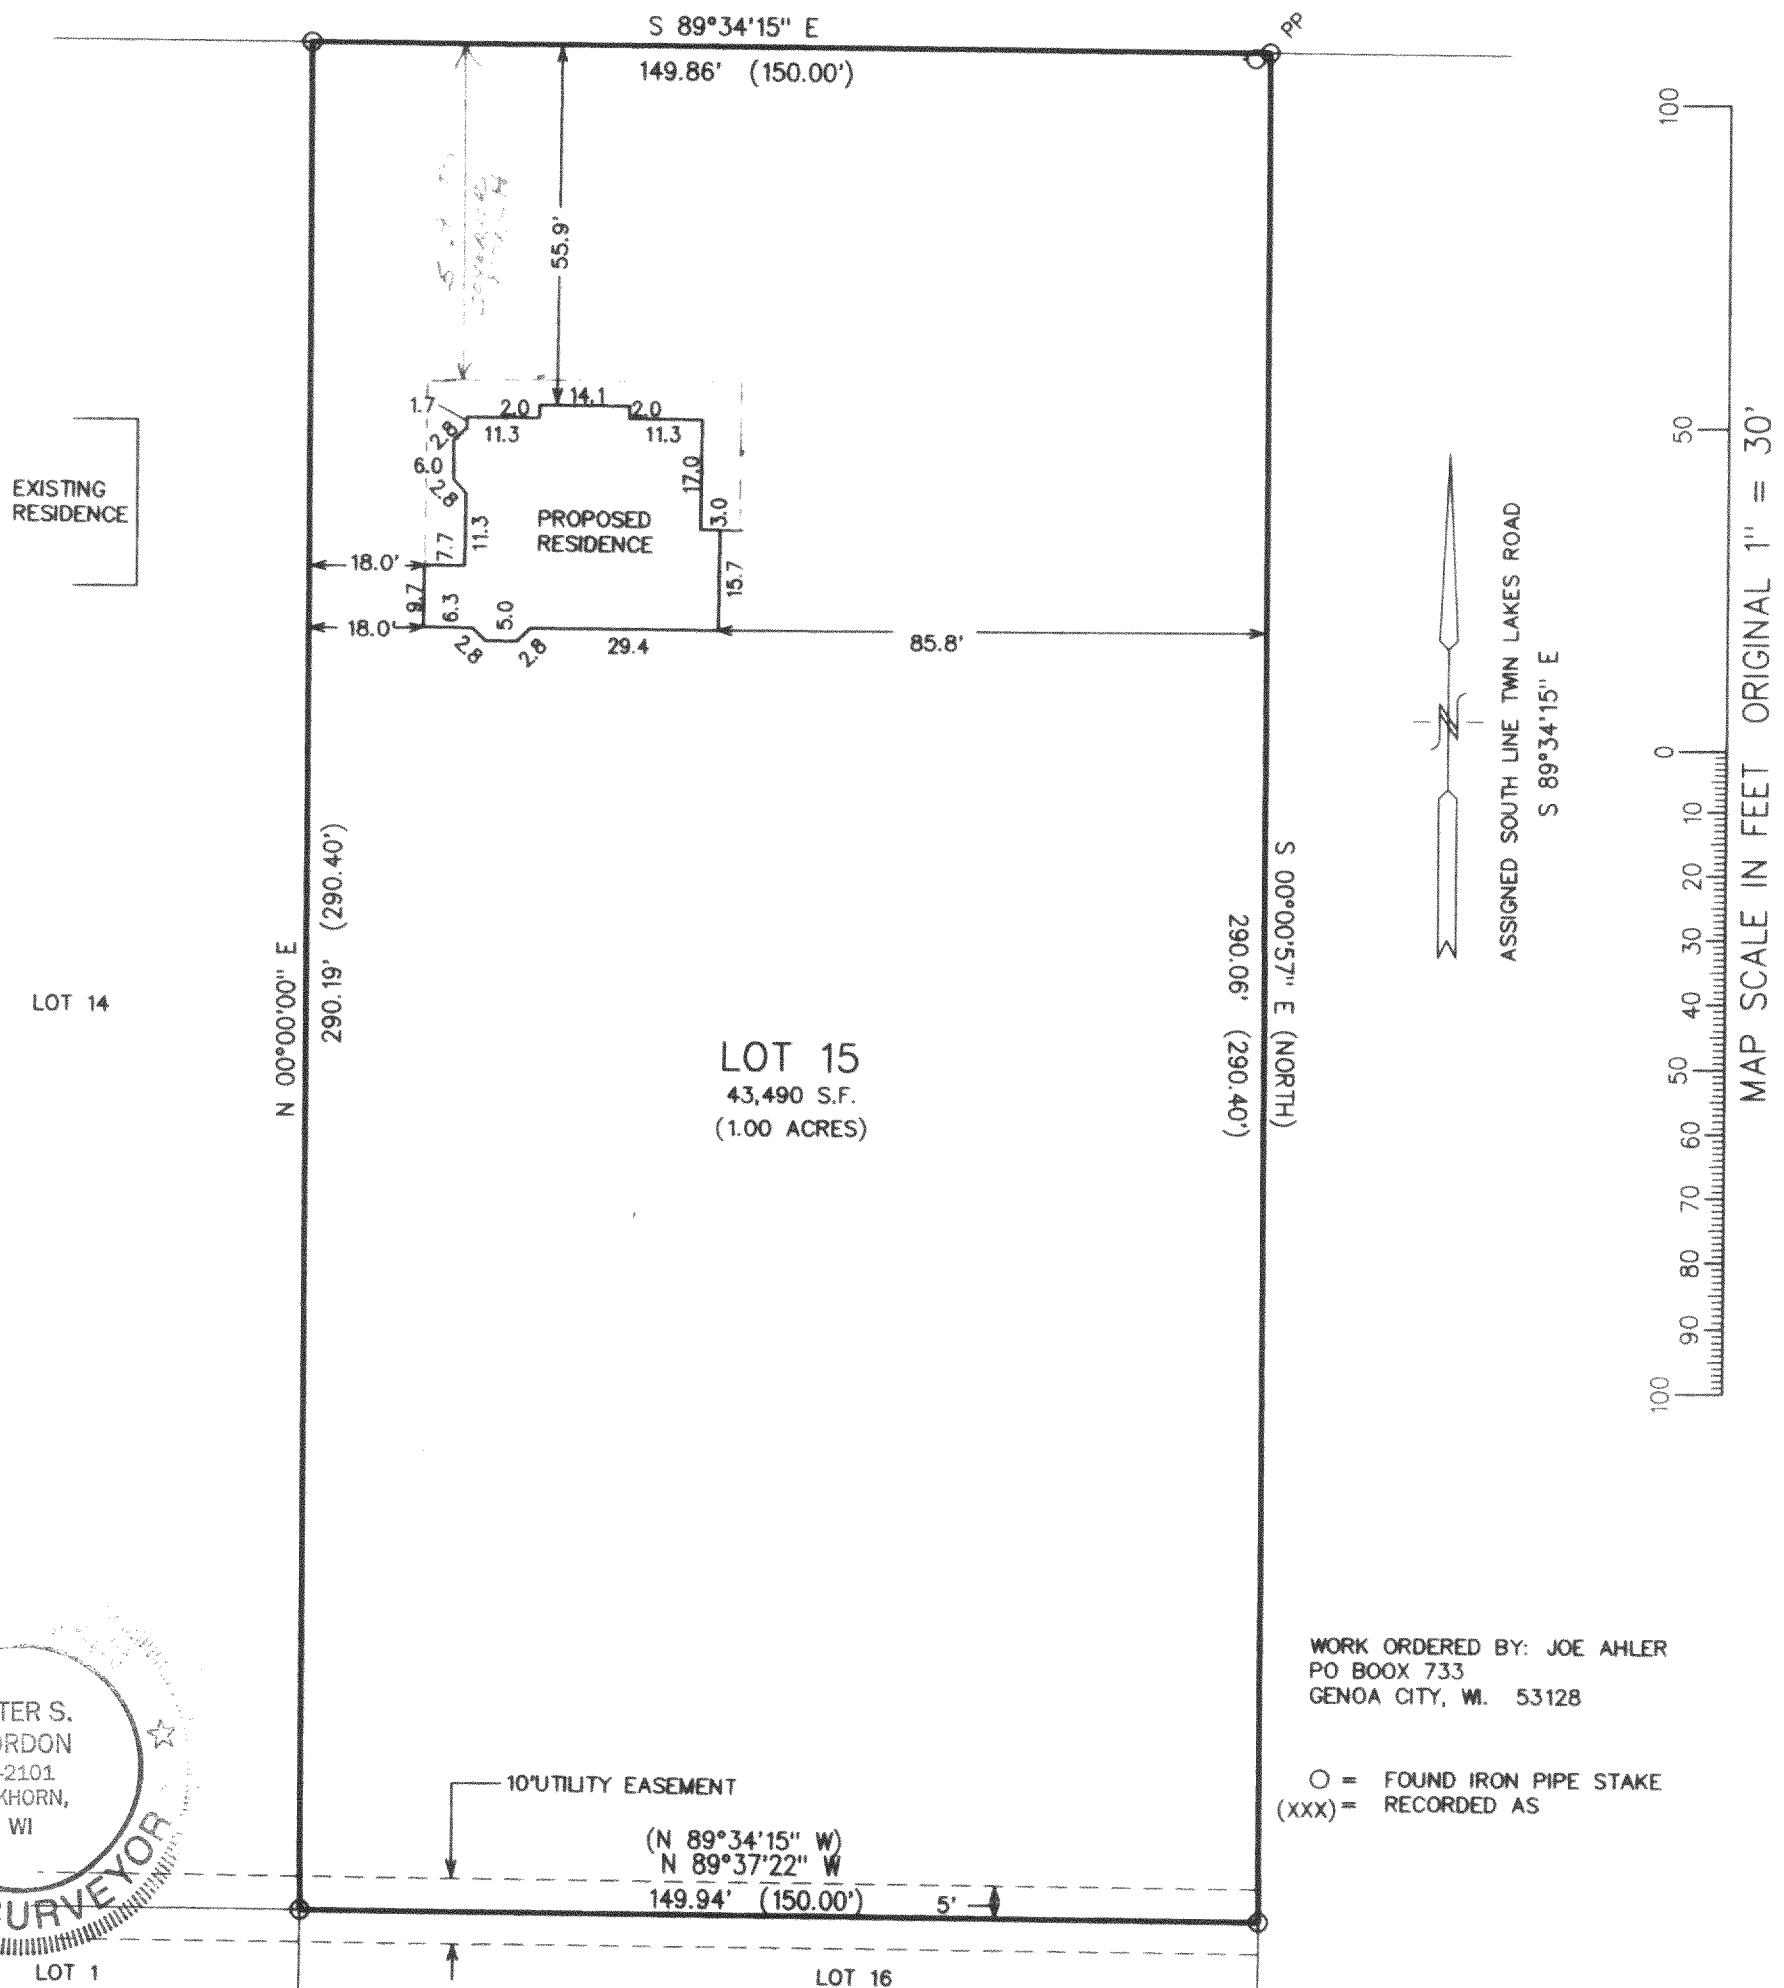 S 89°34'15" E
PP
149.86' (150.00')
100
55.9'
1.7
2.0
14.1
2.0
2.8
11.3
11.3
50
6.0
17.0
2.8
EXISTING
RESIDENCE
3.0
PROPOSED
RESIDENCE
7.7
11.3
18.0'
15.7
9.7
6.3
5.0
18.0'
85.8'
2.8
2.8
29.4
N
ASSIGNED SOUTH LINE TWIN LAKES ROAD
S 89°34'15" E
0
10
20
30
40
50
60
70
80
90
100
MAP SCALE IN FEET ORIGINAL 1" = 30'
N 00°00'00" E
290.19' (290.40')
S 00°00'57" E (NORTH)
290.06' (290.40')
LOT 14
LOT 15
43,490 S.F.
(1.00 ACRES)
WORK ORDERED BY: JOE AHLER
PO BOOX 733
GENOA CITY, WI. 53128
TER S.
ORDON
-2101
KHORN,
WI
URVEYOR
O = FOUND IRON PIPE STAKE
(XXX) = RECORDED AS
10'UTILITY EASEMENT
(N 89°34'15" W)
N 89°37'22" W
149.94' (150.00')
5'
LOT 1
LOT 16